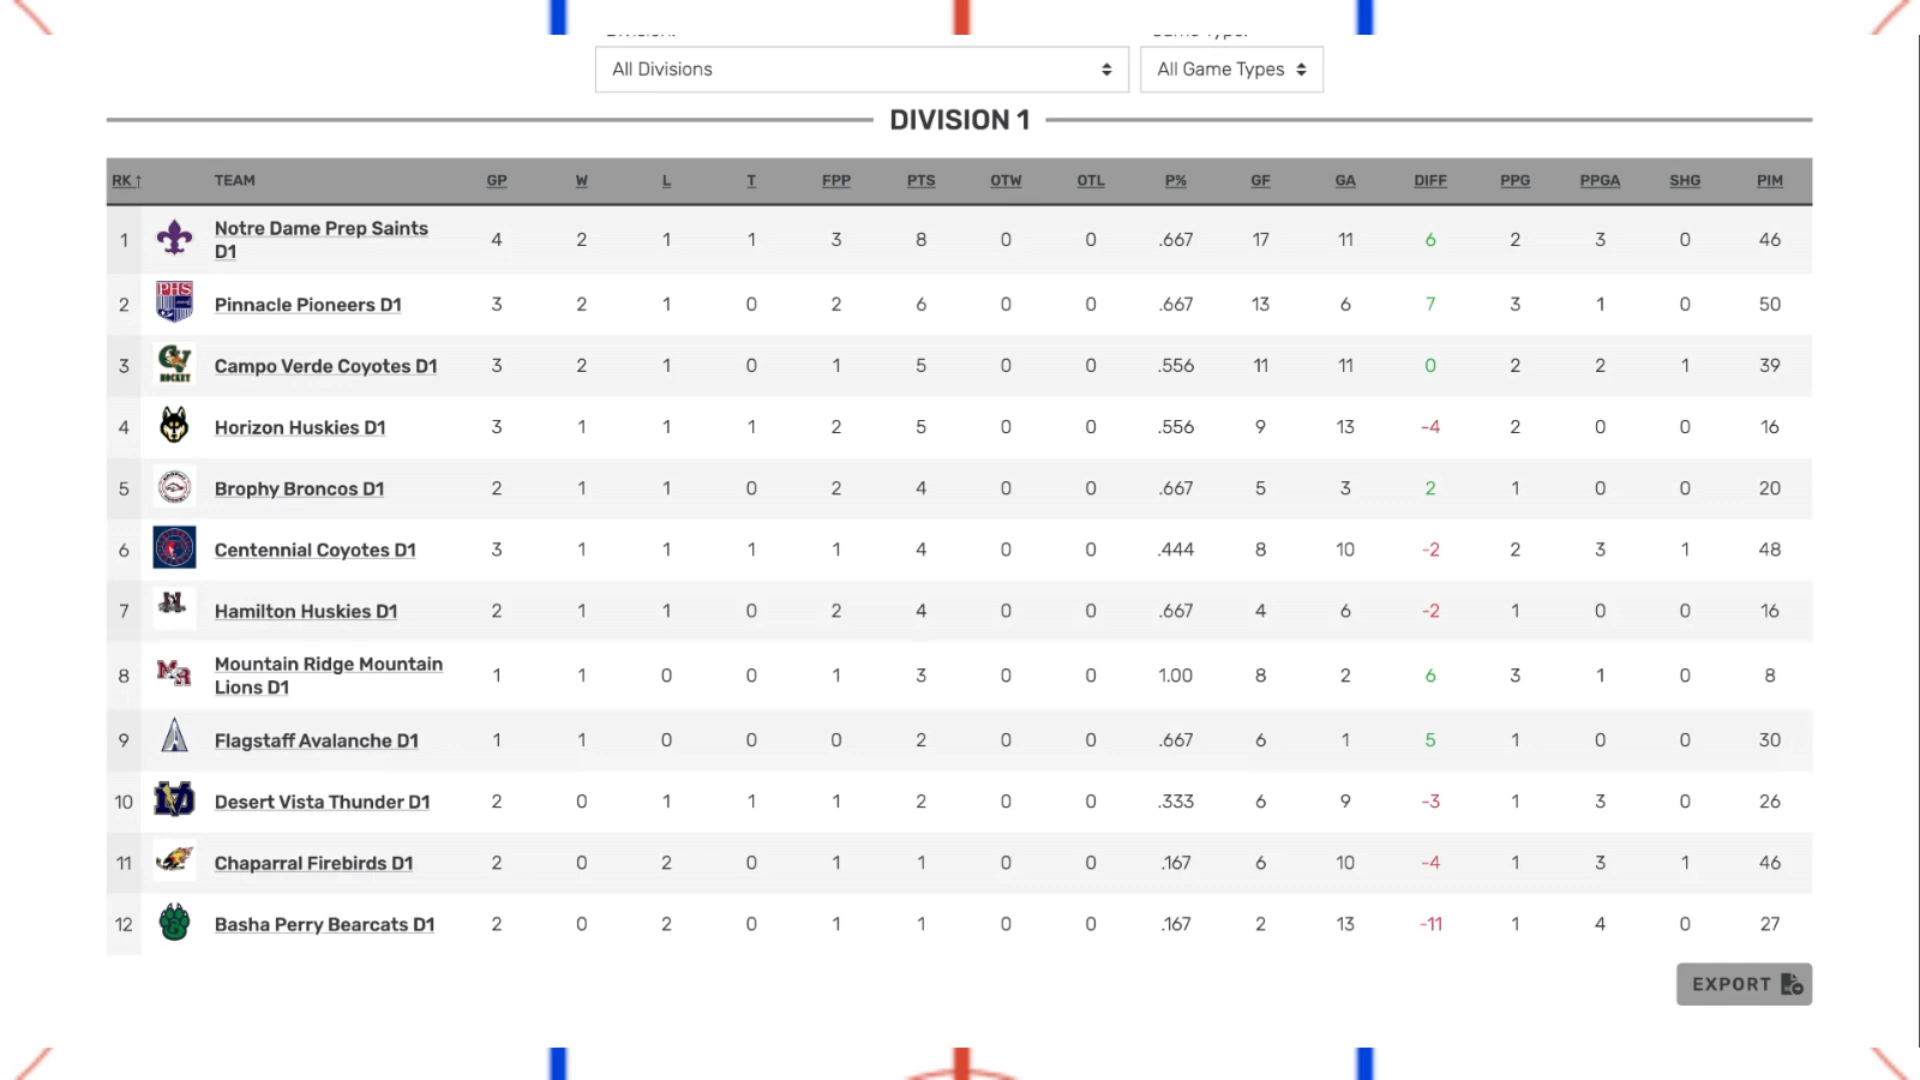 All Divisions
All Game Types
DIVISION 1
RK↑ TEAM GP W L T FPP PTS OTW OTL P% GF GA DIFF PPG PPGA SHG PIM
1 Notre Dame Prep Saints D1 4 2 1 1 3 8 0 0 .667 17 11 6 2 3 0 46
2 PHS Pinnacle Pioneers D1 3 2 1 0 2 6 0 0 .667 13 6 7 3 1 0 50
3 CV HOCKEY Campo Verde Coyotes D1 3 2 1 0 1 5 0 0 .556 11 11 0 2 2 1 39
4 Horizon Huskies D1 3 1 1 1 2 5 0 0 .556 9 13 -4 2 0 0 16
5 Brophy Broncos D1 2 1 1 0 2 4 0 0 .667 5 3 2 1 0 0 20
6 Centennial Coyotes D1 3 1 1 1 1 4 0 0 .444 8 10 -2 2 3 1 48
7 H Hamilton Huskies D1 2 1 1 0 2 4 0 0 .667 4 6 -2 1 0 0 16
8 MR Mountain Ridge Mountain Lions D1 1 1 0 0 1 3 0 0 1.00 8 2 6 3 1 0 8
9 Flagstaff Avalanche D1 1 1 0 0 0 2 0 0 .667 6 1 5 1 0 0 30
10 DV Desert Vista Thunder D1 2 0 1 1 1 2 0 0 .333 6 9 -3 1 3 0 26
11 Chaparral Firebirds D1 2 0 2 0 1 1 0 0 .167 6 10 -4 1 3 1 46
12 Basha Perry Bearcats D1 2 0 2 0 1 1 0 0 .167 2 13 -11 1 4 0 27
EXPORT